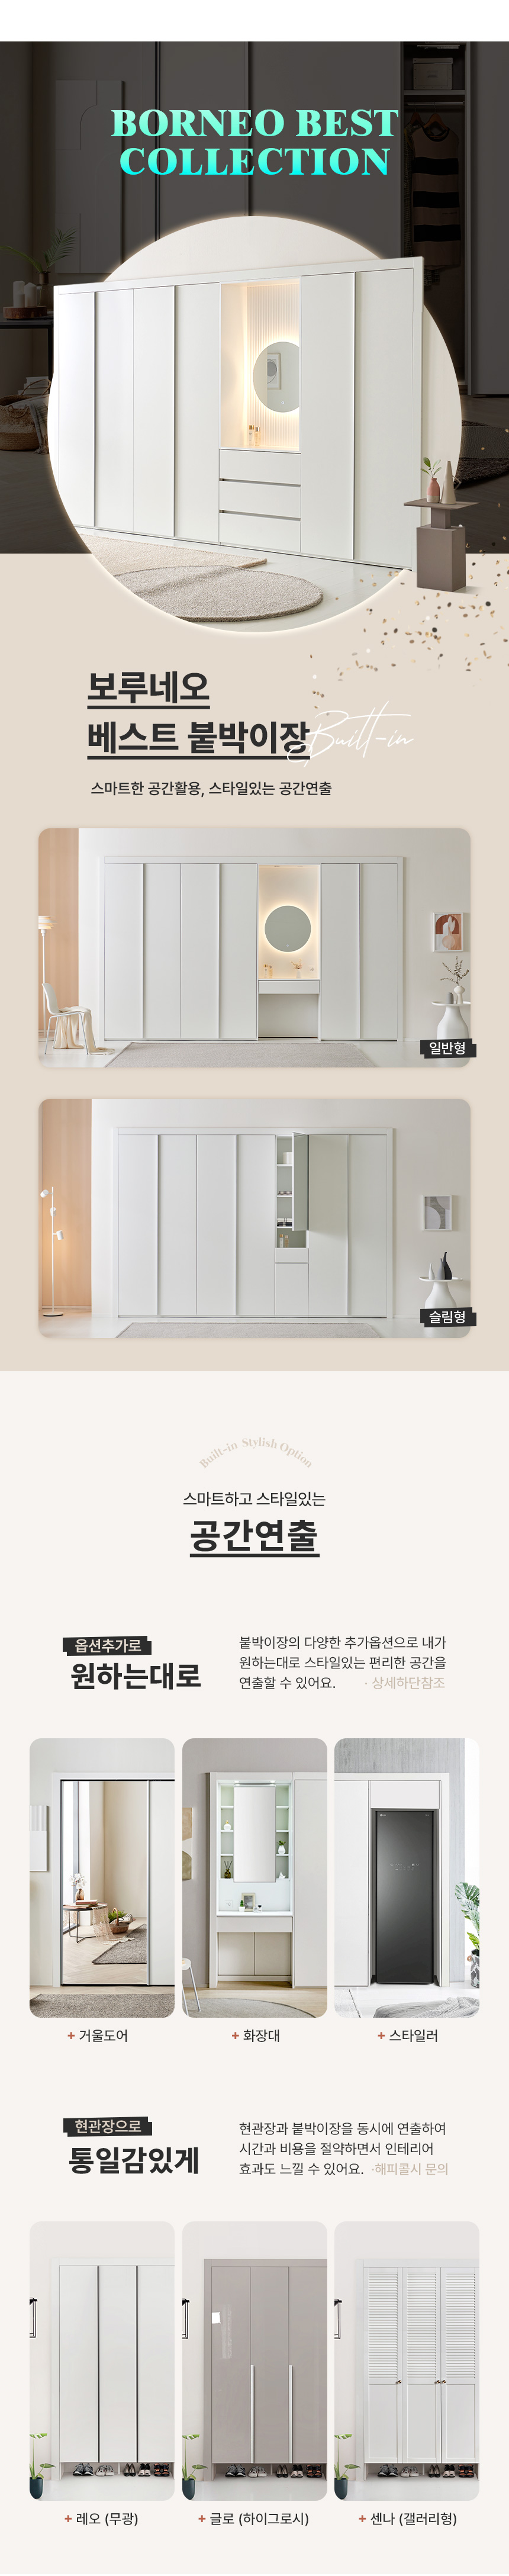 BORNEO BEST
COLLECTION
보루네오
베스트 붙박이장
Built-in
스마트한 공간활용, 스타일있는 공간연출
일반형
슬림형
Built-in Stylish Option
스마트하고 스타일있는
공간연출
옵션추가로
원하는대로
붙박이장의 다양한 추가옵션으로 내가
원하는대로 스타일있는 편리한 공간을
연출할 수 있어요. · 상세하단참조
+ 거울도어
+ 화장대
+ 스타일러
현관장으로
통일감있게
현관장과 붙박이장을 동시에 연출하여
시간과 비용을 절약하면서 인테리어
효과도 느낄 수 있어요. ·해피콜시 문의
+ 레오 (무광)
+ 글로 (하이그로시)
+ 센나 (갤러리형)